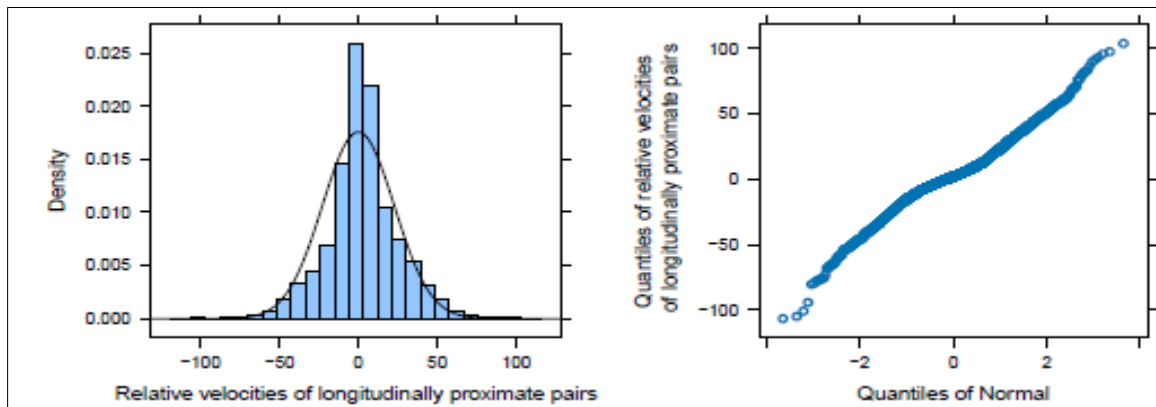 0.025
0.020
0.015
0.010
0.005
0.000
Density
−100 −50 0 50 100
Relative velocities of longitudinally proximate pairs
Quantiles of relative velocities
of longitudinally proximate pairs
100
50
0
−50
−100
−2 0 2
Quantiles of Normal